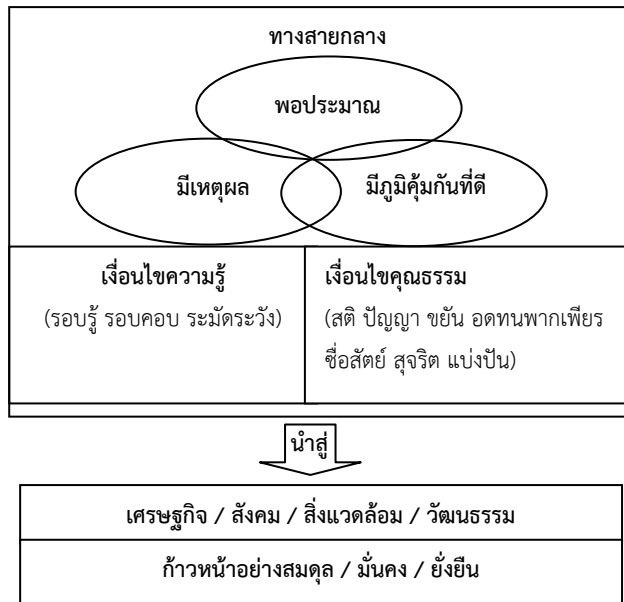 ทางสายกลาง
พอประมาณ
มีเหตุผล
มีภูมิคุ้มกันที่ดี
เงื่อนไขความรู้
(รอบรู้ รอบคอบ ระมัดระวัง)
เงื่อนไขคุณธรรม
(สติ ปัญญา ขยัน อดทนพากเพียร
ซื่อสัตย์ สุจริต แบ่งปัน)
นำสู่
เศรษฐกิจ / สังคม / สิ่งแวดล้อม / วัฒนธรรม
ก้าวหน้าอย่างสมดุล / มั่นคง / ยั่งยืน